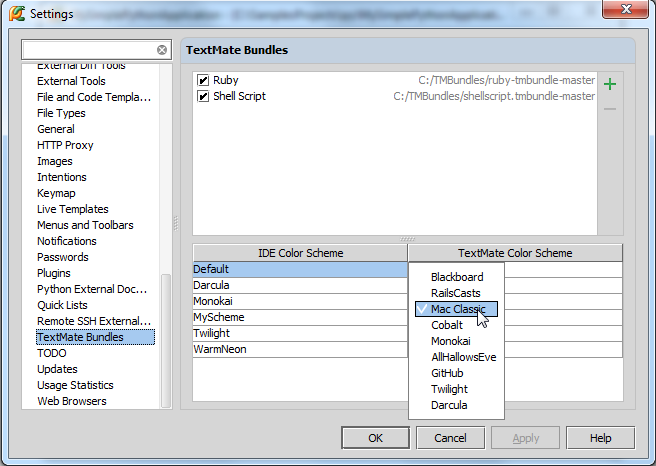 Settings
TextMate Bundles
External Diff Tools
External Tools
File and Code Templa...
File Types
General
HTTP Proxy
Images
Intentions
Keymap
Live Templates
Menus and Toolbars
Notifications
Passwords
Plugins
Python External Doc...
Quick Lists
Remote SSH External...
TextMate Bundles
TODO
Updates
Usage Statistics
Web Browsers
Ruby C:/TMBundles/ruby-tmbundle-master
Shell Script C:/TMBundles/shellscript.tmbundle-master
IDE Color Scheme TextMate Color Scheme
Default
Darcula
Monokai
MyScheme
Twilight
WarmNeon
Blackboard
RailsCasts
Mac Classic
Cobalt
Monokai
AllHallowsEve
GitHub
Twilight
Darcula
OK Cancel Apply Help